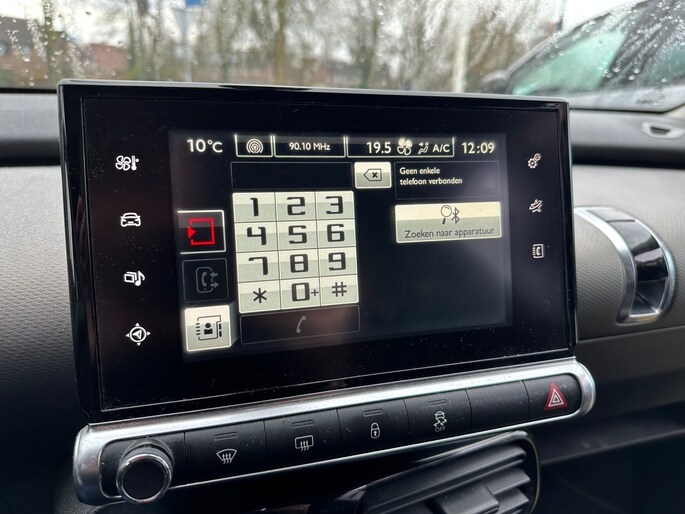 10°C
90.10 MHz
19.5 A/C 12:09
Geen enkele
telefoon verbonden
Zoeken naar apparatuur
1 2 3
4 5 6
7 8 9
* 0+ #
OFF